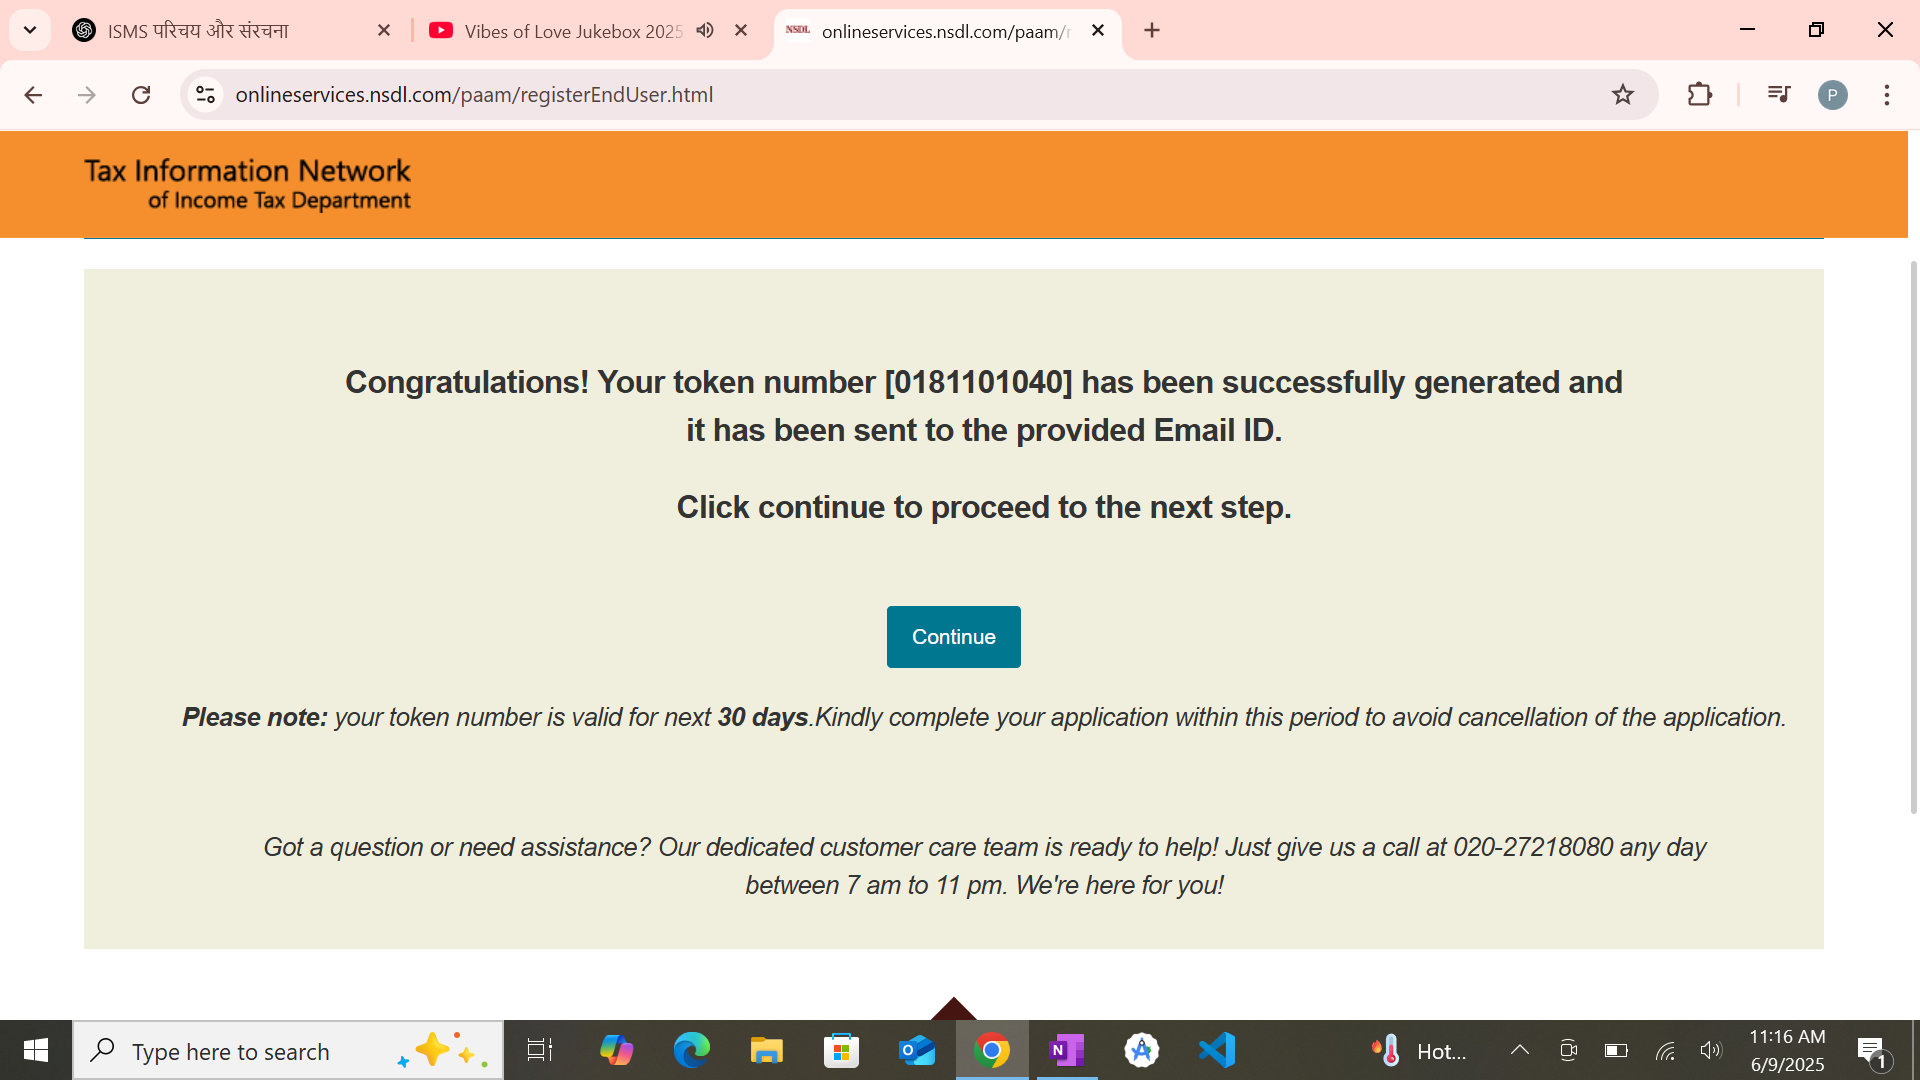 ISMS परिचय और संरचना
Vibes of Love Jukebox 2025
NSDL
onlineservices.nsdl.com/paam/r
onlineservices.nsdl.com/paam/registerEndUser.html
P
Tax Information Network
of Income Tax Department
Congratulations! Your token number [0181101040] has been successfully generated and
it has been sent to the provided Email ID.
Click continue to proceed to the next step.
Continue
Please note: your token number is valid for next 30 days.Kindly complete your application within this period to avoid cancellation of the application.
Got a question or need assistance? Our dedicated customer care team is ready to help! Just give us a call at 020-27218080 any day
between 7 am to 11 pm. We're here for you!
Type here to search
Hot...
11:16 AM
6/9/2025
1